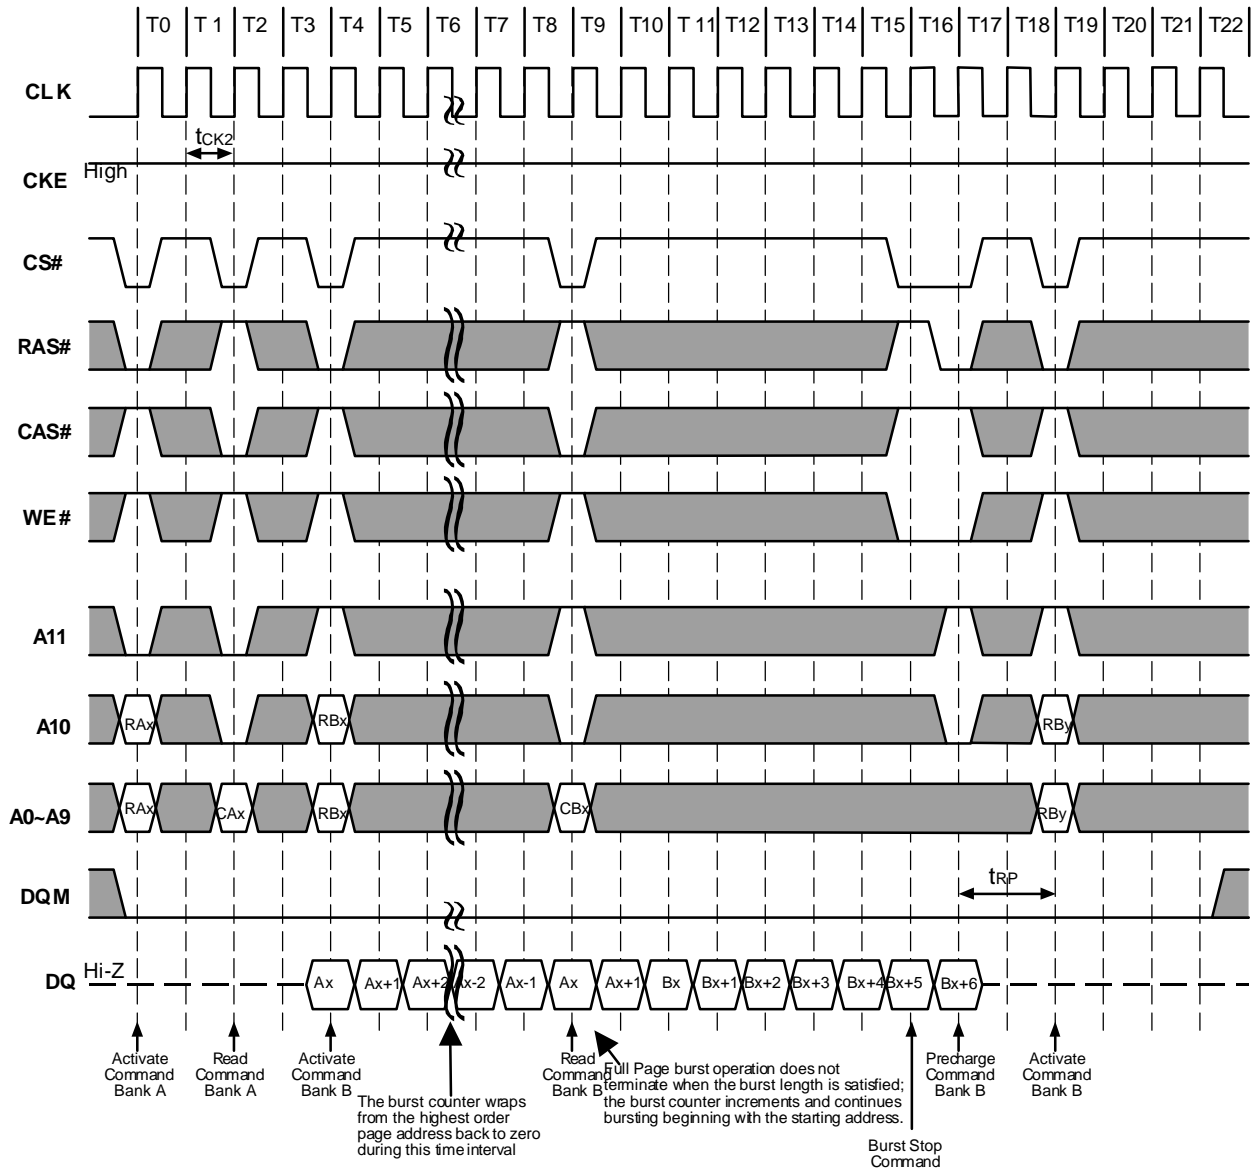 T0 T 1 T2 T3 T4 T5 T6 T7 T8 T9 T10 T 11 T12 T13 T14 T15 T16 T17 T18 T19 T20 T21 T22
CLK
tCK2
CKE High
CS#
RAS#
CAS#
WE#
A11
A10 RAx RBx RBy
A0~A9 RAx CAx RBx CBx RBy
DQM
tRP
DQ Hi-Z Ax Ax+1 Ax+2 Ax-2 Ax-1 Ax Ax+1 Bx Bx+1 Bx+2 Bx+3 Bx+4 Bx+5 Bx+6
Activate
Command
Bank A
Read
Command
Bank A
Activate
Command
Bank B
The burst counter wraps
from the highest order
page address back to zero
during this time interval
Read
Command
Bank B
Full Page burst operation does not
terminate when the burst length is satisfied;
the burst counter increments and continues
bursting beginning with the starting address.
Burst Stop
Command
Precharge
Command
Bank B
Activate
Command
Bank B